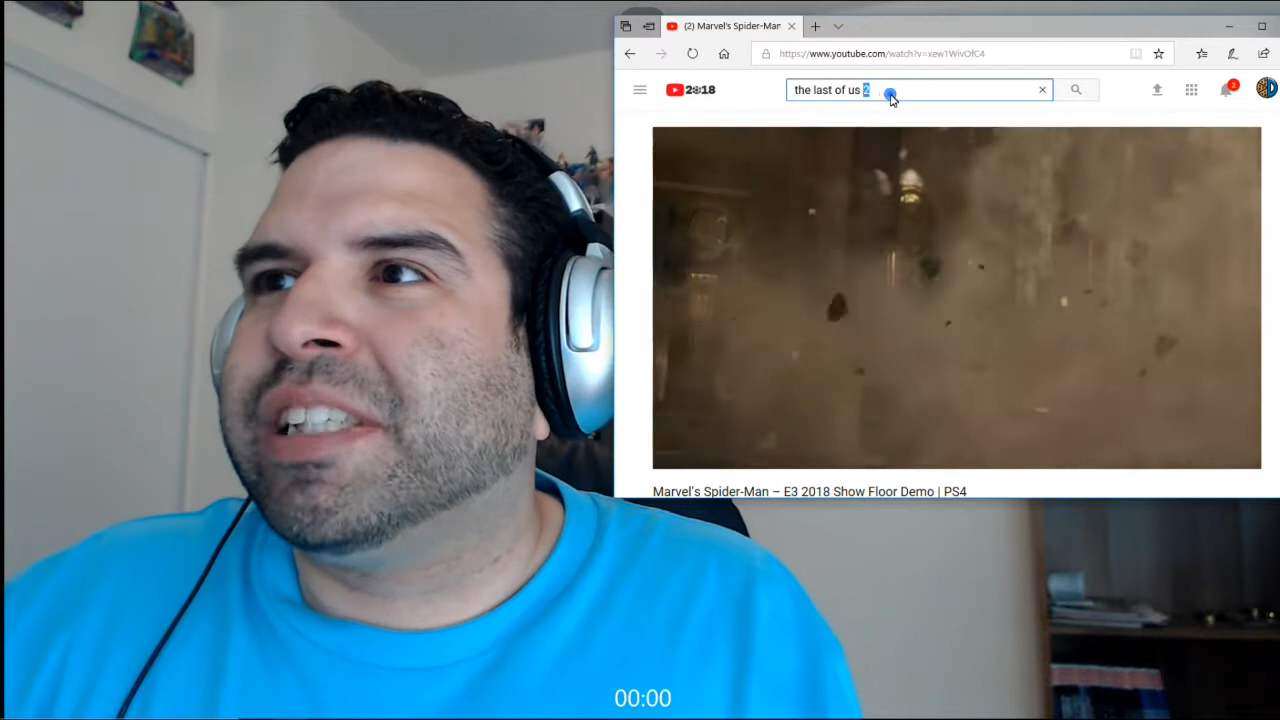 (2) Marvel's Spider-Man
https://www.youtube.com/watch?v=xew1WivOfC4
2018
the last of us 2
2
Marvel's Spider-Man – E3 2018 Show Floor Demo | PS4
00:00